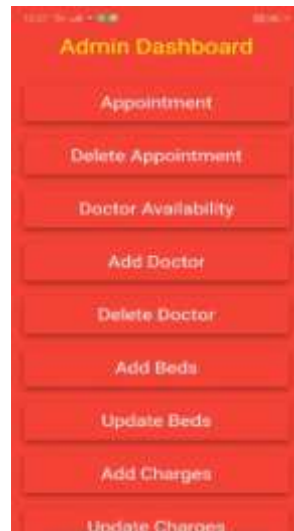 Admin Dashboard
Appointment
Delete Appointment
Doctor Availability
Add Doctor
Delete Doctor
Add Beds
Update Beds
Add Charges
Update Charges